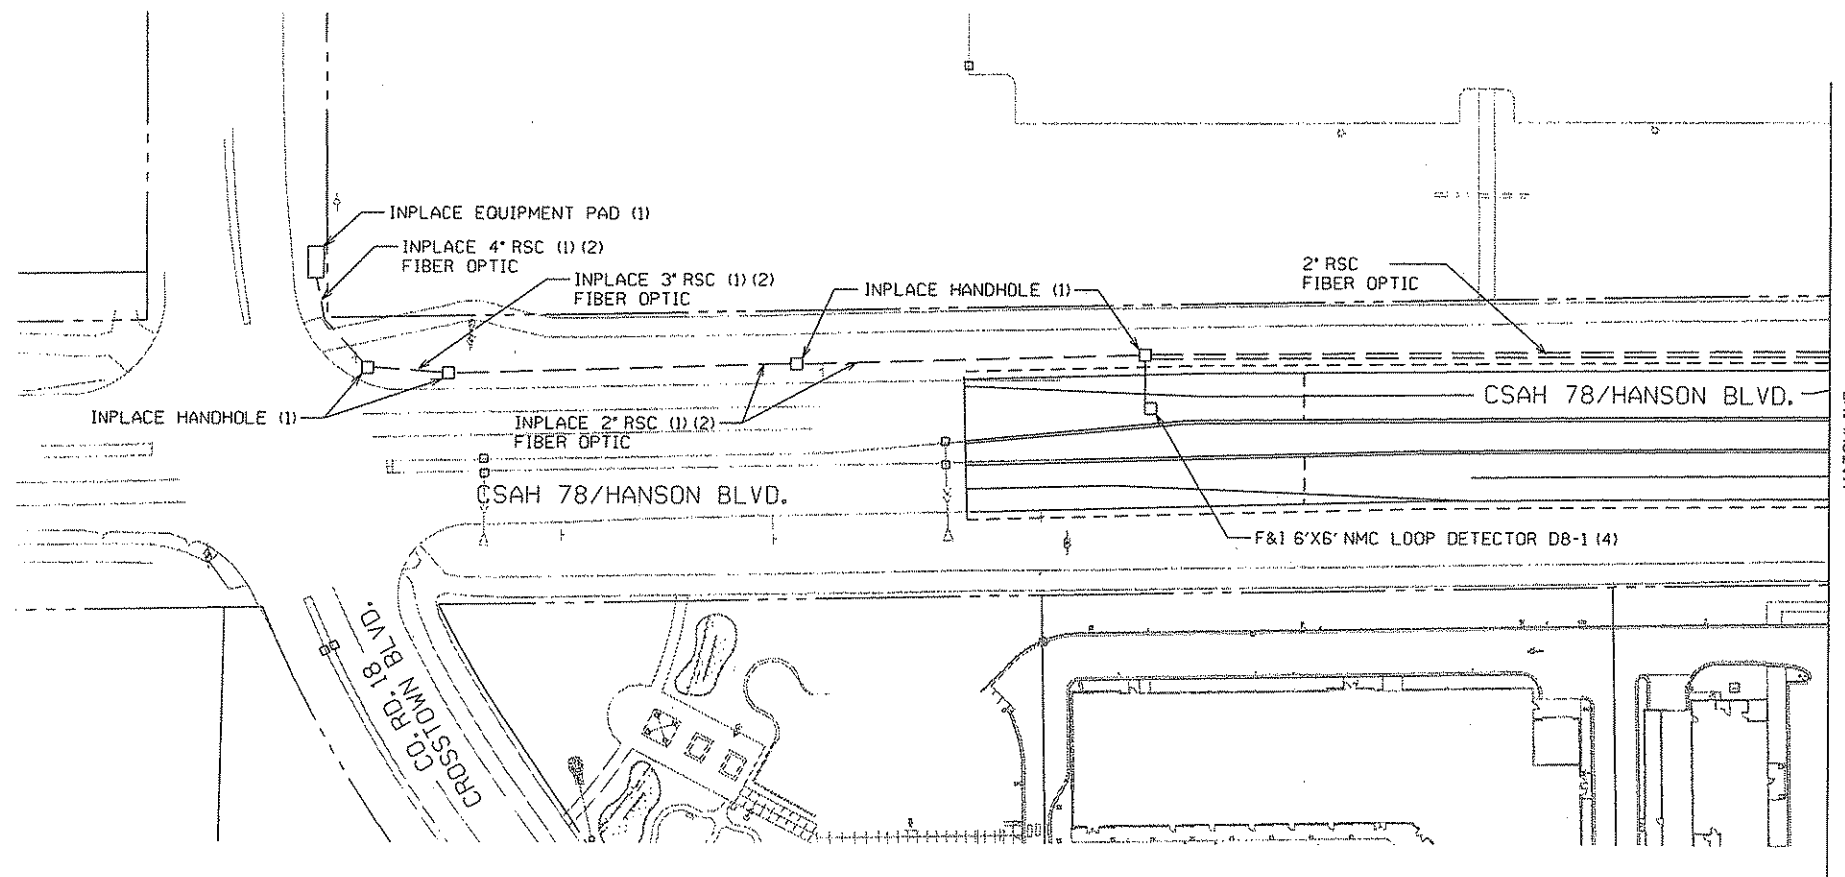 INPLACE EQUIPMENT PAD (1)
INPLACE 4" RSC (1) (2)
FIBER OPTIC
INPLACE 3" RSC (1) (2)
FIBER OPTIC
INPLACE HANDHOLE (1)
2" RSC
FIBER OPTIC
INPLACE HANDHOLE (1)
INPLACE 2" RSC (1) (2)
FIBER OPTIC
CSAH 78/HANSON BLVD.
CSAH 78/HANSON BLVD.
F&I 6'X6' NMC LOOP DETECTOR D8-1 (4)
CO. RD. 18
CROSSTOWN BLVD.